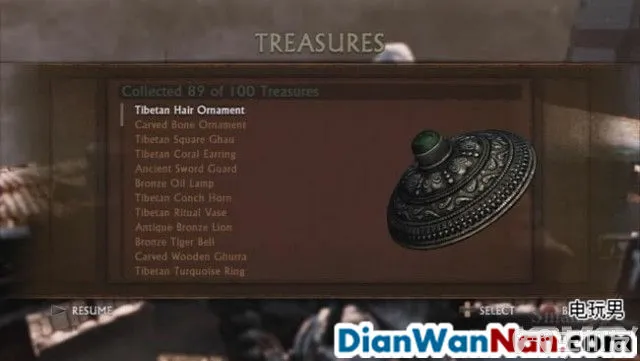 TREASURES
Collected 89 of 100 Treasures
Tibetan Hair Ornament
Carved Bone Ornament
Tibetan Square Ghau
Tibetan Coral Earring
Ancient Sword Guard
Bronze Oil Lamp
Tibetan Conch Horn
Tibetan Ritual Vase
Antique Bronze Lion
Bronze Tiger Bell
Carved Wooden Ghurra
Tibetan Turquoise Ring
RESUME
SELECT
电玩男
DianWanNan.com